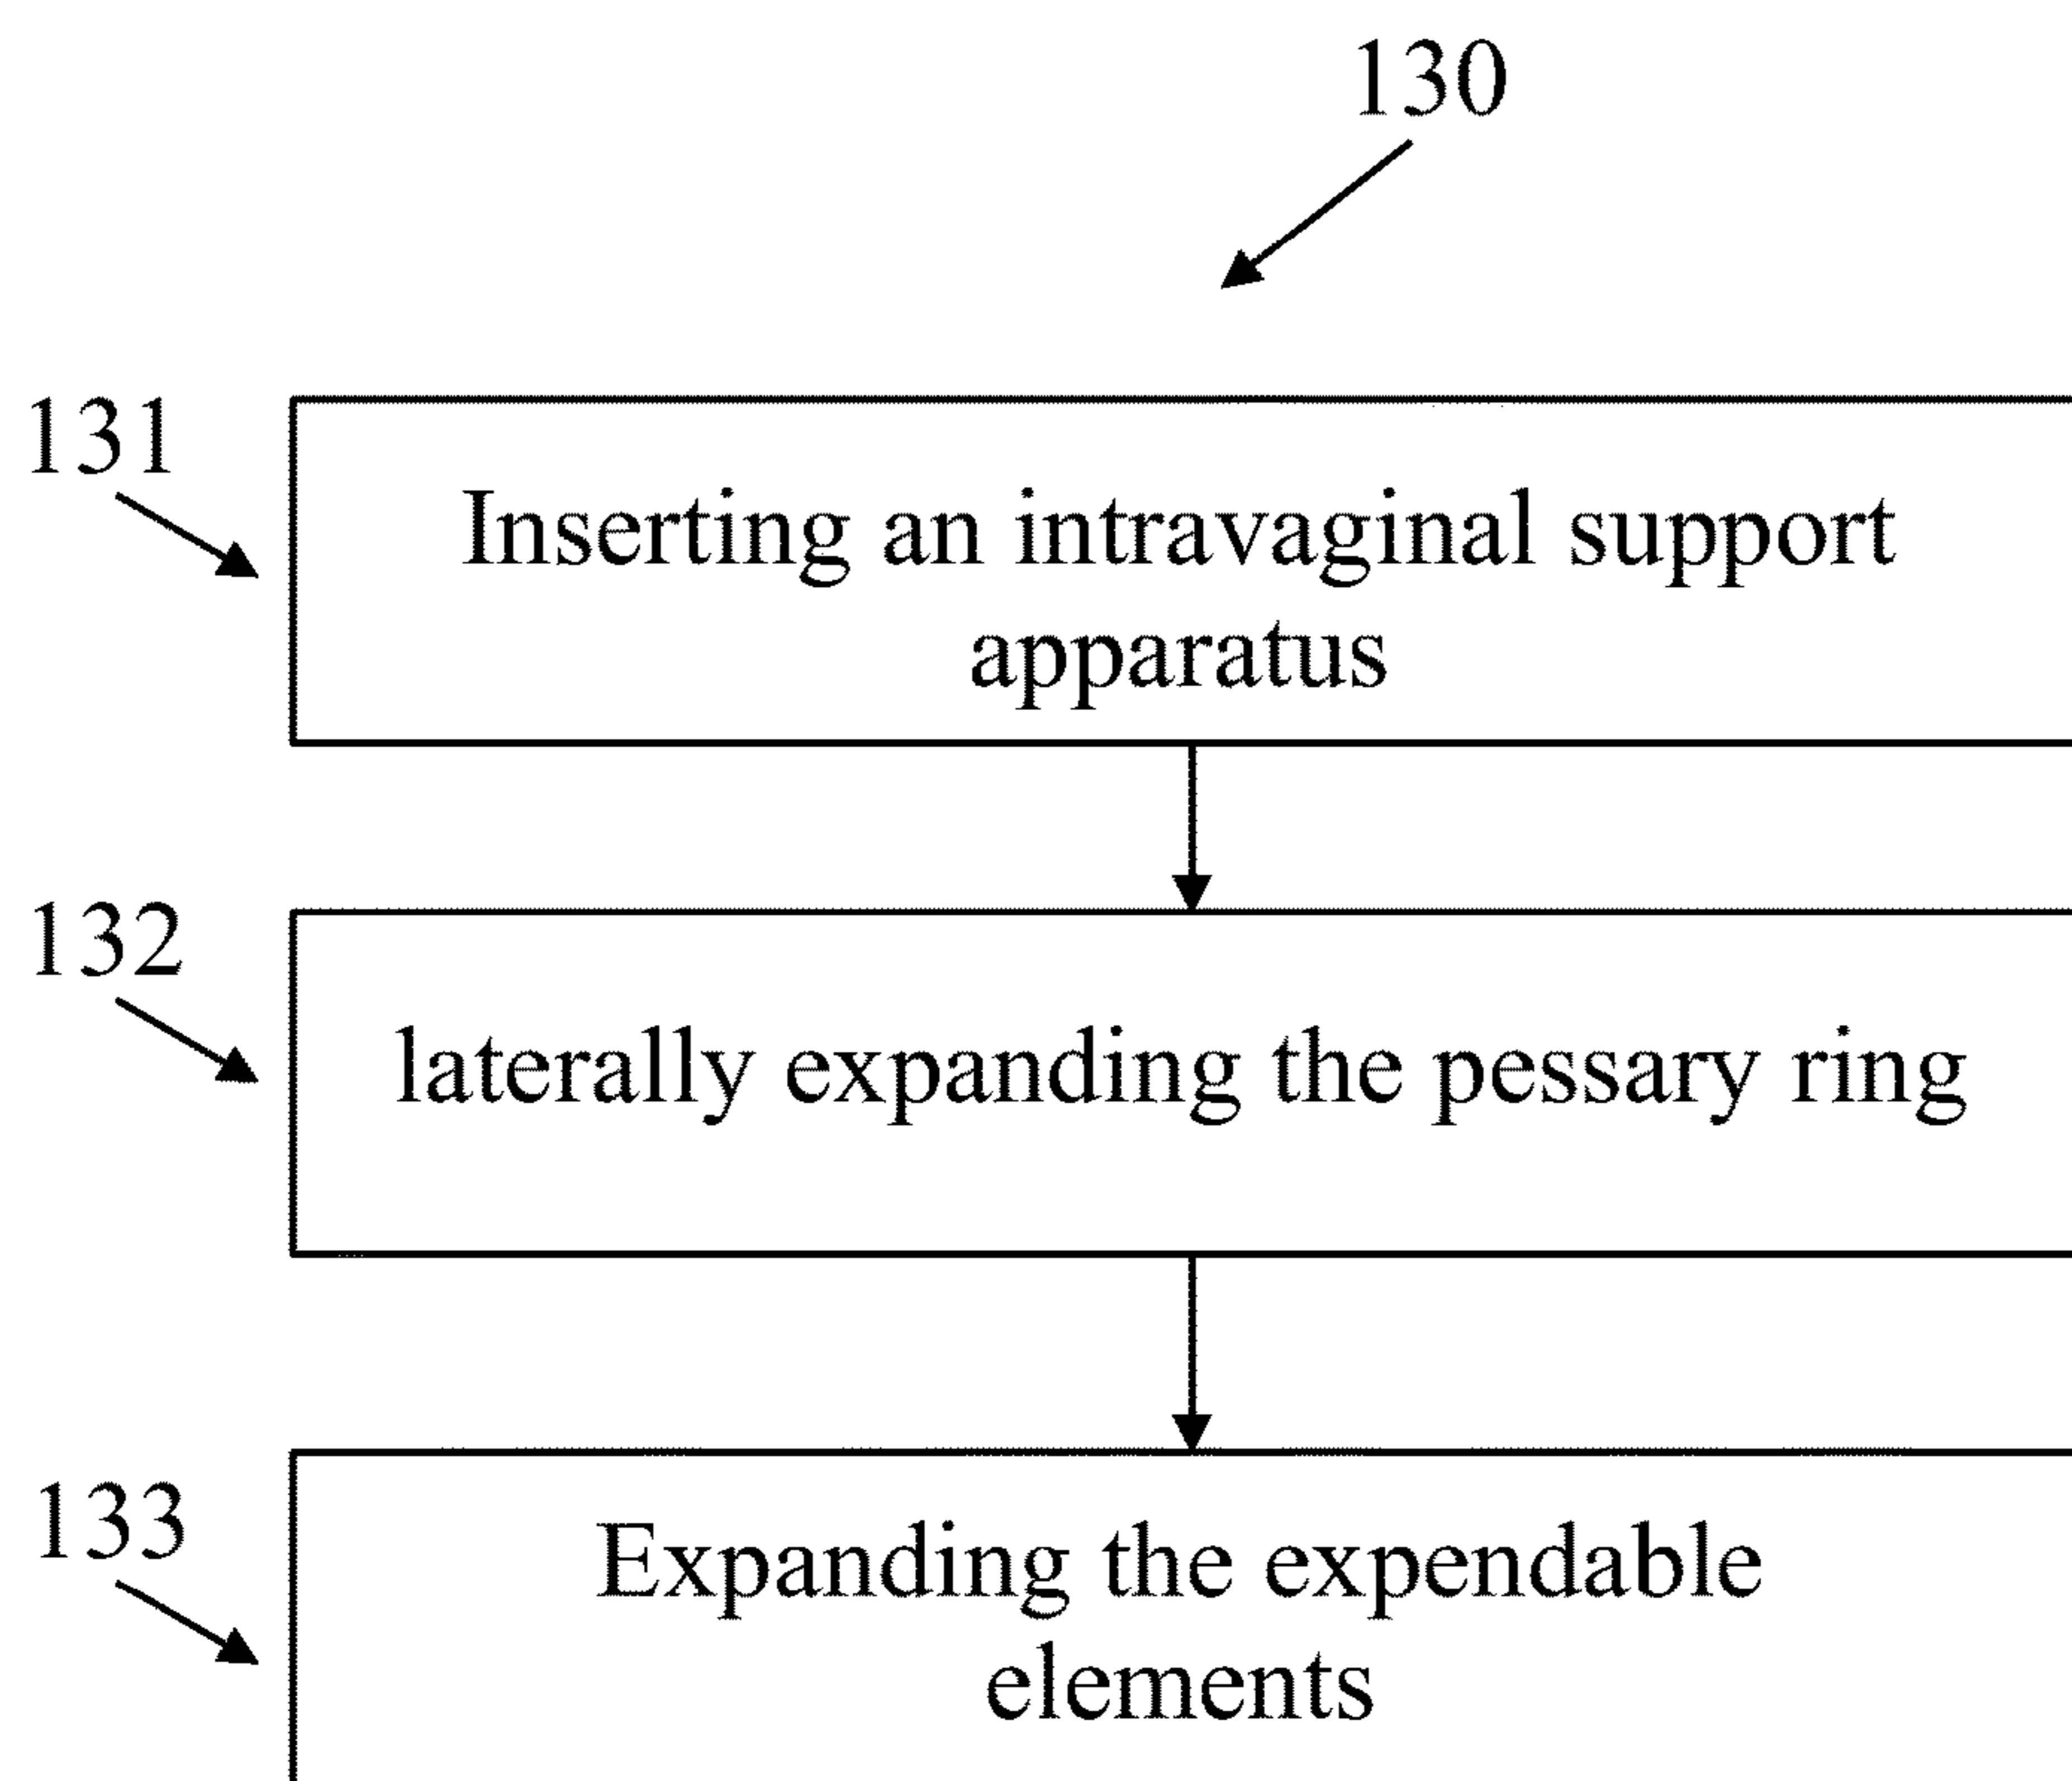 130
131
Inserting an intravaginal support
apparatus
132
laterally expanding the pessary ring
133
Expanding the expendable
elements